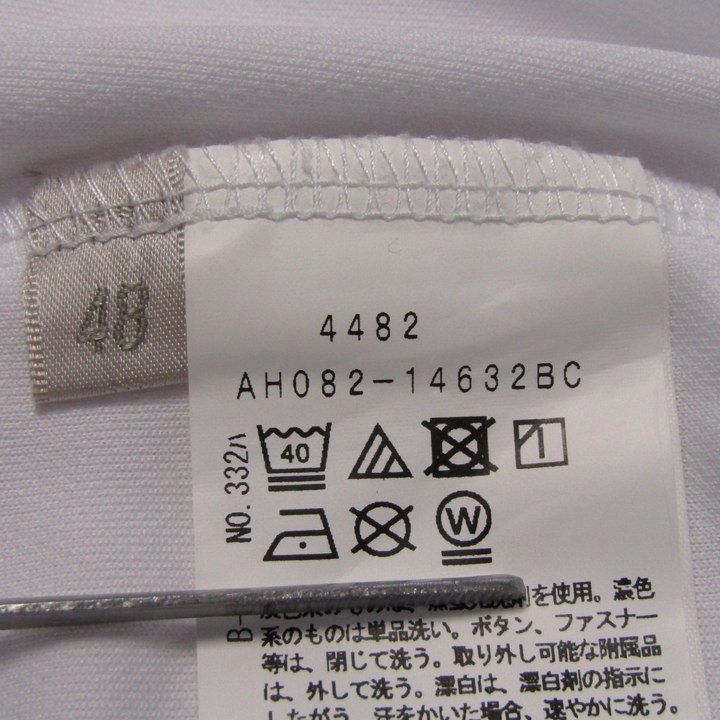 48
4482
AH082-14632BC
40
W
NO.332ハ
B-
を使用。濃色
系のものは単品洗い。ボタン、ファスナー
等は、閉じて洗う。取り外し可能な附属品
は、外して洗う。漂白は、漂白剤の指示に
したがう。汗をかいた場合、速やかに洗う。